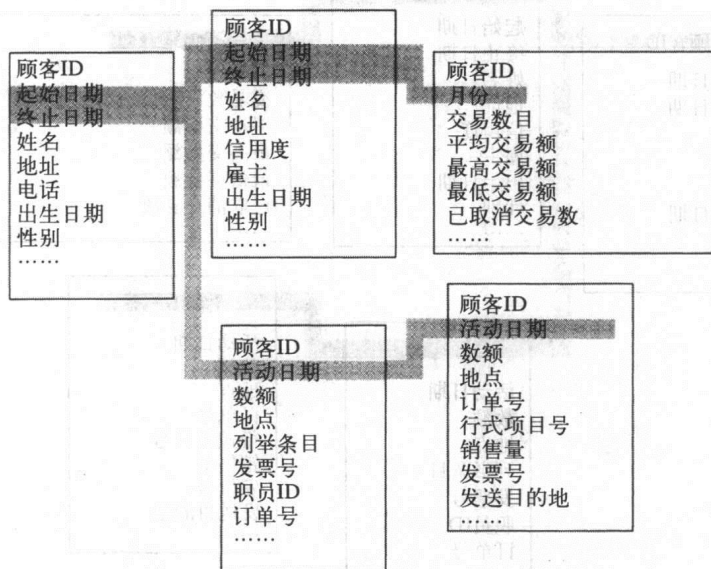 顾客ID
起始日期
终止日期
姓名
地址
电话
出生日期
性别
……
顾客ID
起始日期
终止日期
姓名
地址
信用度
雇主
出生日期
性别
……
顾客ID
月份
交易数目
平均交易额
最高交易额
最低交易额
已取消交易数
……
顾客ID
活动日期
数额
地点
列举条目
发票号
职员ID
订单号
……
顾客ID
活动日期
数额
地点
订单号
行式项目号
销售量
发票号
发送目的地
……